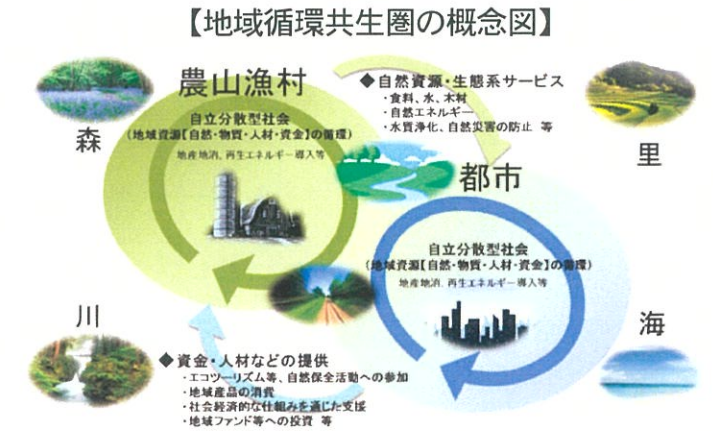 【地域循環共生圏の概念図】
農山漁村
◆自然資源・生態系サービス
・食料、水、木材
・自然エネルギー
・水質浄化、自然災害の防止 等
森
里
自立分散型社会
(地域資源【自然・物質・人材・資金】の循環)
地産地消、再生エネルギー導入等
都市
自立分散型社会
(地域資源【自然・物質・人材・資金】の循環)
地産地消、再生エネルギー導入等
川
海
◆資金・人材などの提供
・エコツーリズム等、自然保全活動への参加
・地域産品の消費
・社会経済的な仕組みを通じた支援
・地域ファンド等への投資 等